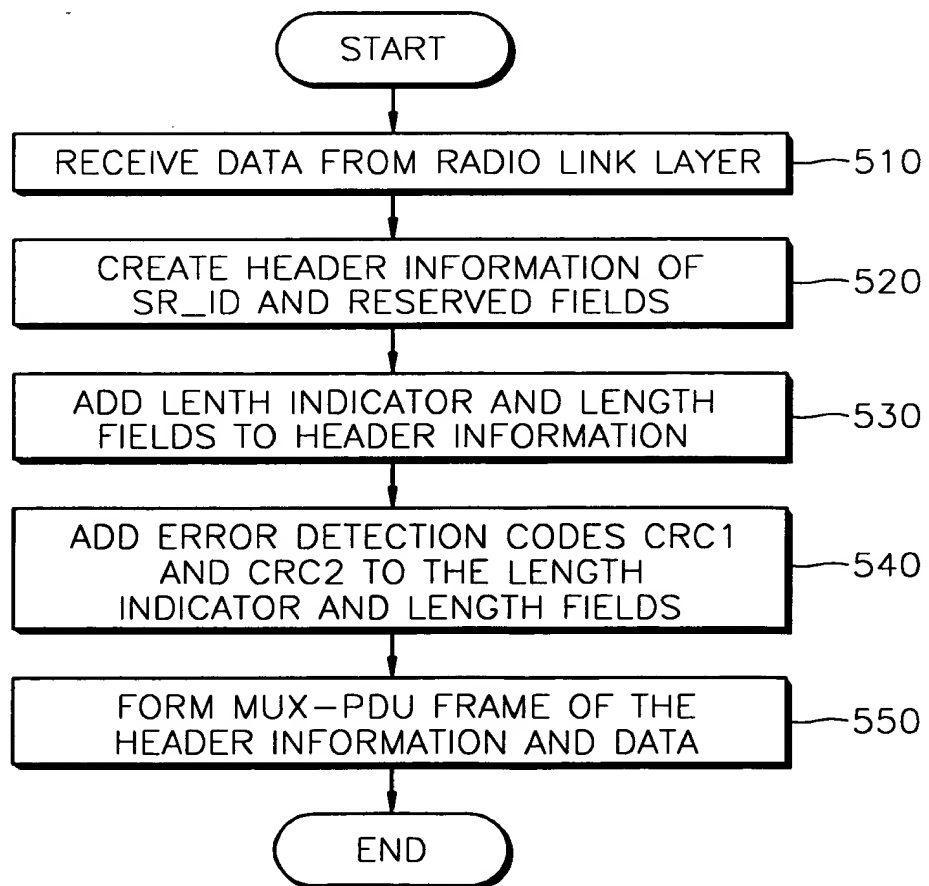 START
RECEIVE DATA FROM RADIO LINK LAYER
510
CREATE HEADER INFORMATION OF
SR_ID AND RESERVED FIELDS
520
ADD LENTH INDICATOR AND LENGTH
FIELDS TO HEADER INFORMATION
530
ADD ERROR DETECTION CODES CRC1
AND CRC2 TO THE LENGTH
INDICATOR AND LENGTH FIELDS
540
FORM MUX-PDU FRAME OF THE
HEADER INFORMATION AND DATA
550
END